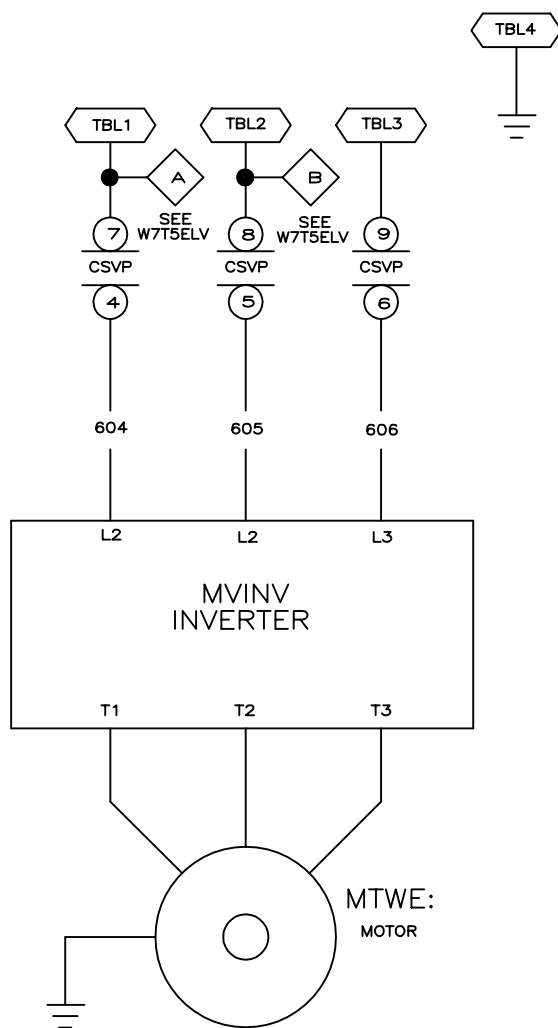 TBL4
TBL1 TBL2 TBL3
A B
SEE SEE
W7T5ELV W7T5ELV
7 8 9
CSVP CSVP CSVP
4 5 6
604 605 606
L2 L2 L3
MVINV
INVERTER
T1 T2 T3
MTWE:
MOTOR